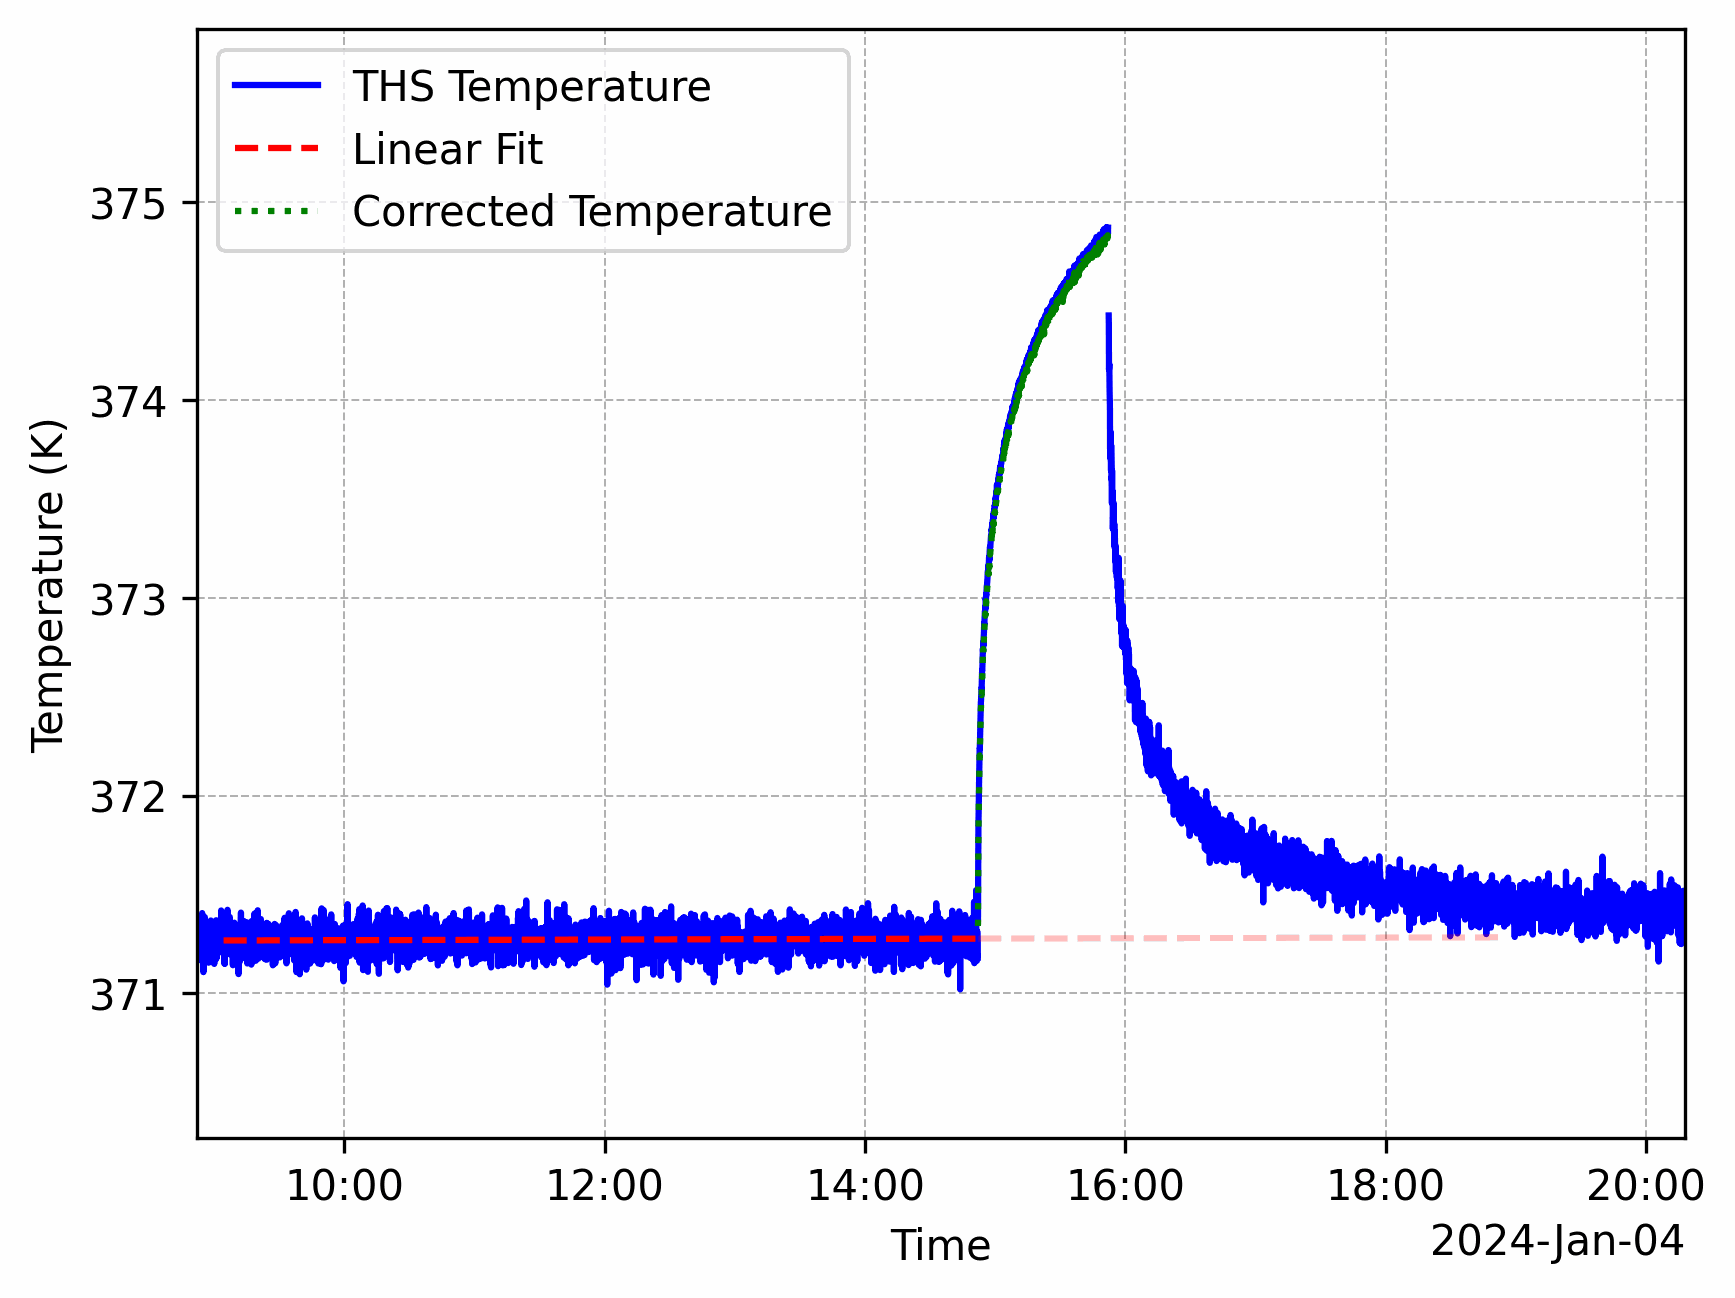 THS Temperature
Linear Fit
Corrected Temperature
375
374
373
372
371
Temperature (K)
10:00 12:00 14:00 16:00 18:00 20:00
Time
2024-Jan-04